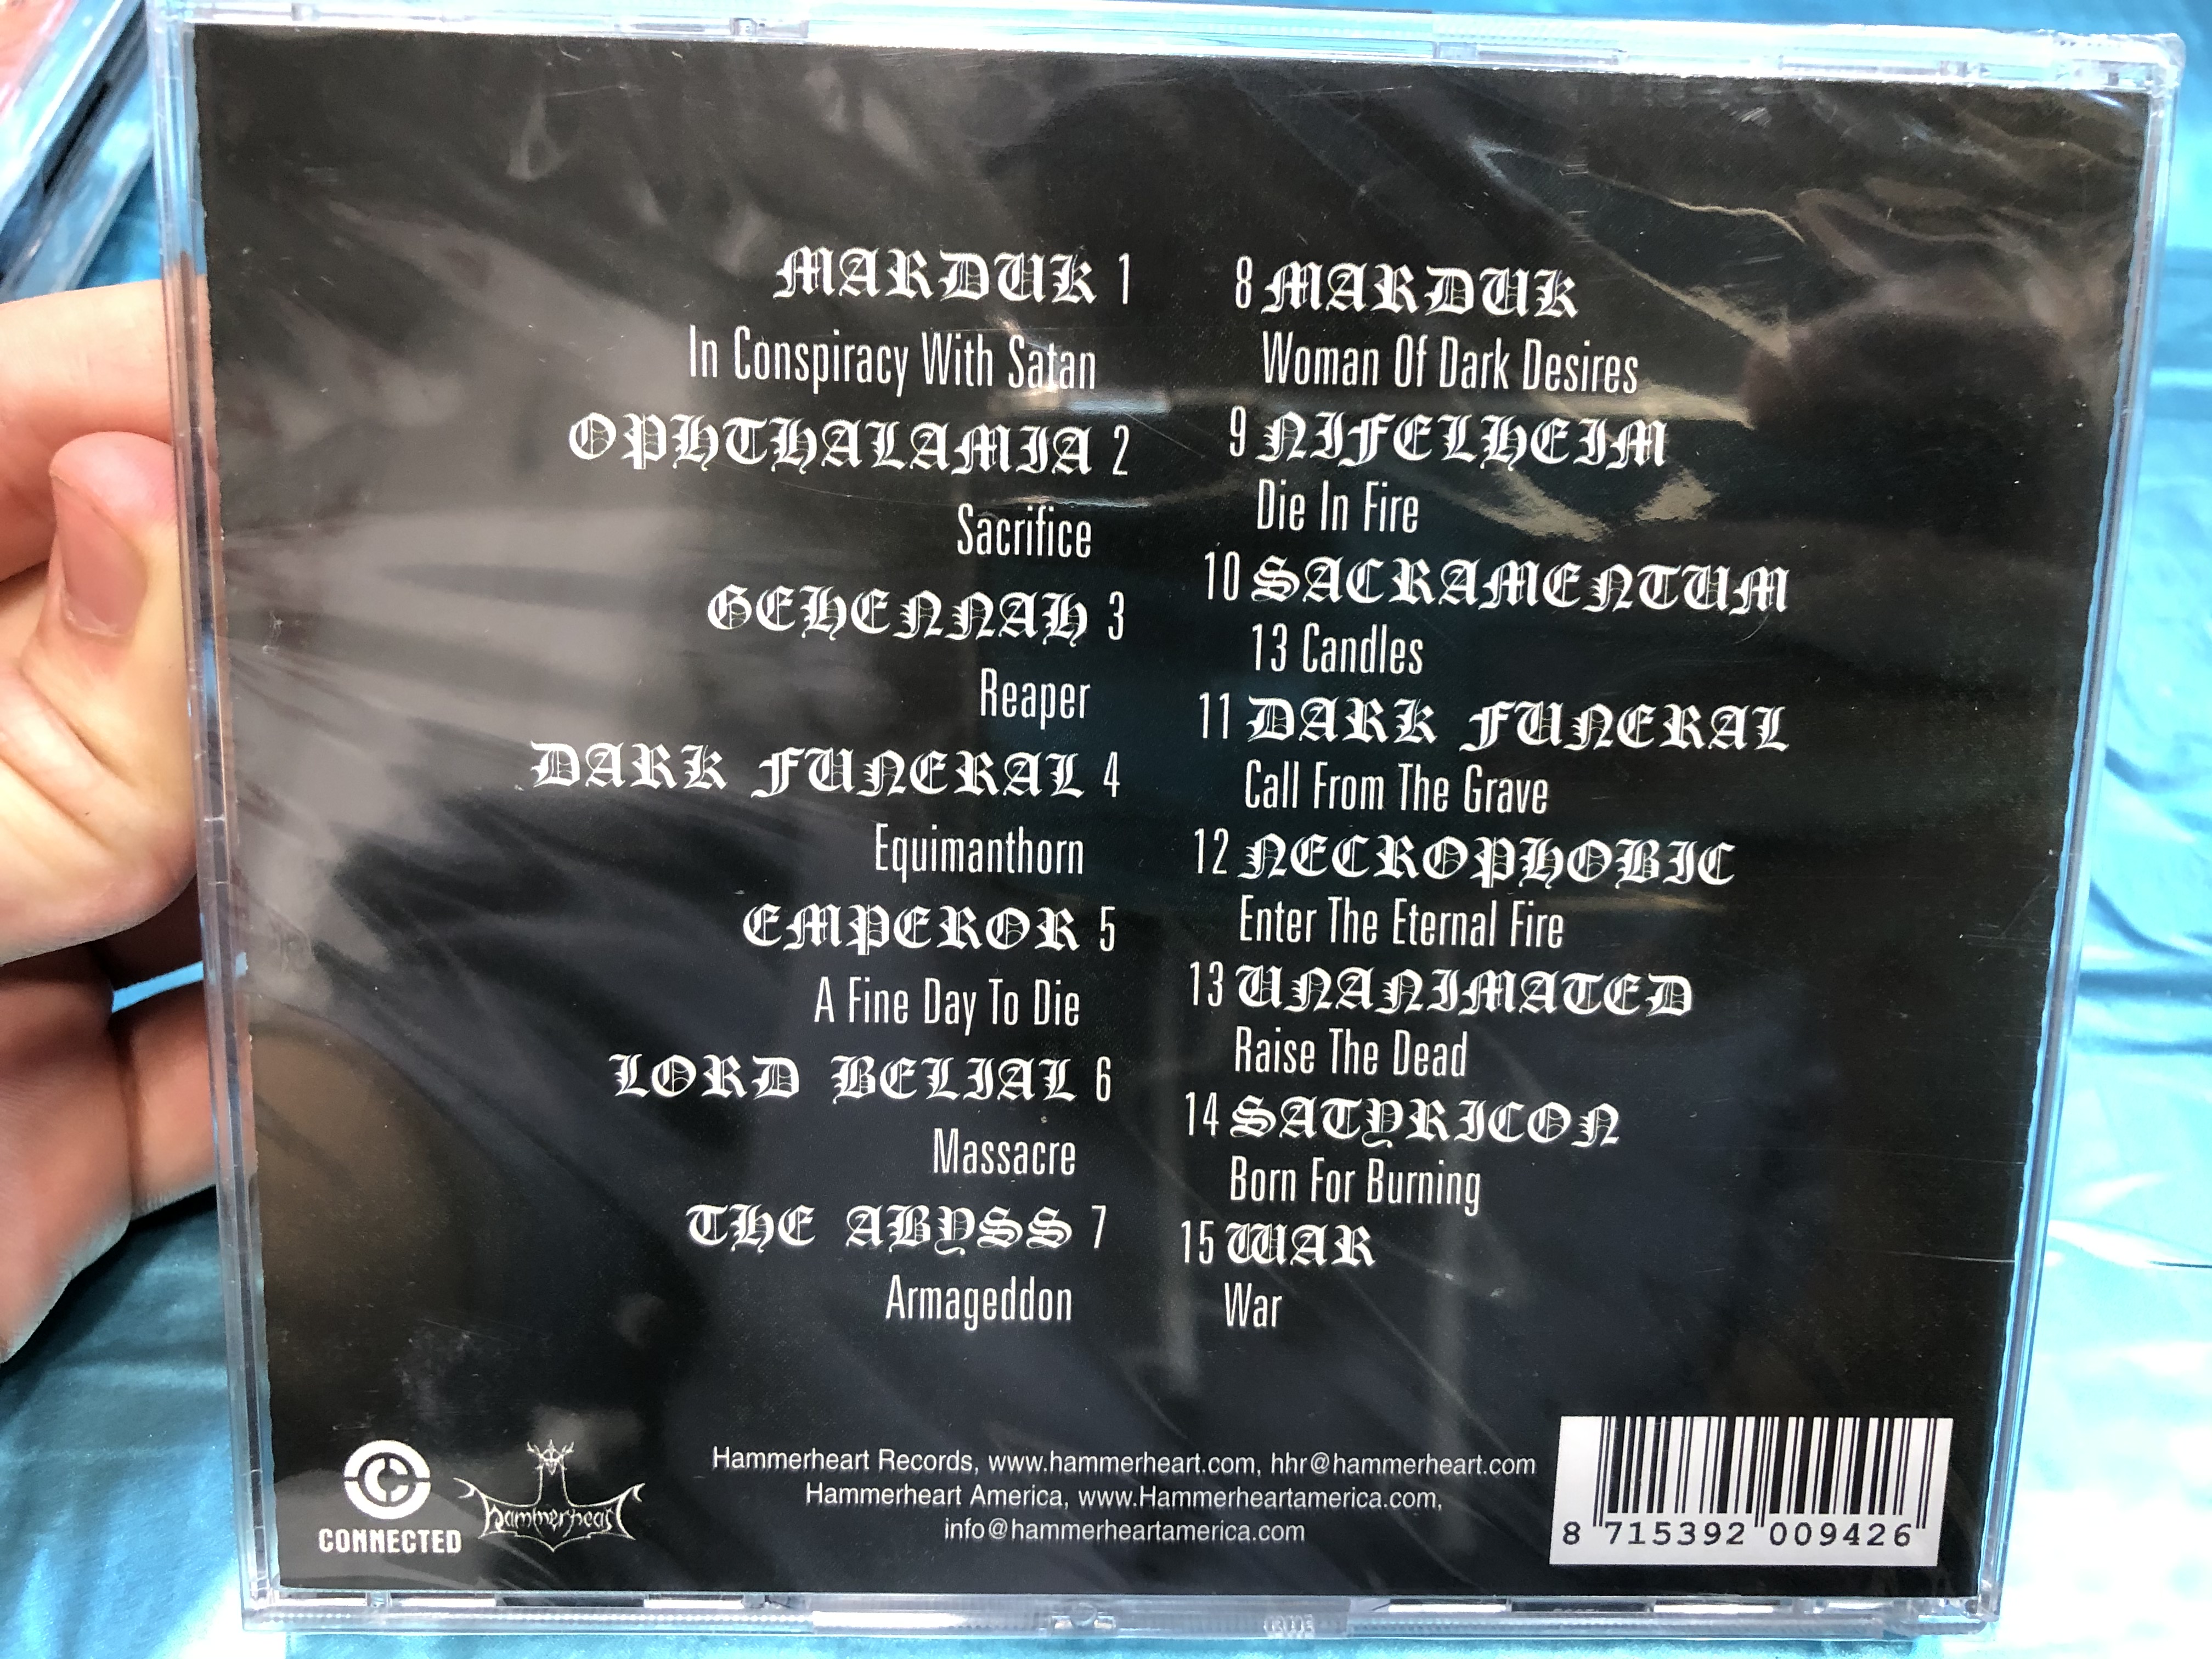 MARDUK 1
In Conspiracy With Satan
OPHTHALAMIA 2
Sacrifice
GEHENNAH 3
Reaper
DARK FUNERAL 4
Equimanthorn
EMPEROR 5
A Fine Day To Die
LORD BELIAL 6
Massacre
THE ABYSS 7
Armageddon
8 MARDUK
Woman Of Dark Desires
9 NIFELHEIM
Die In Fire
10 SACRAMENTUM
13 Candles
11 DARK FUNERAL
Call From The Grave
12 NECROPHOBIC
Enter The Eternal Fire
13 UNANIMATED
Raise The Dead
14 SATYRICON
Born For Burning
15 WAR
War
C
CONNECTED
hammerheart
Hammerheart Records, www.hammerheart.com, hhr@hammerheart.com
Hammerheart America, www.Hammerheartamerica.com,
info@hammerheartamerica.com
8 715392 009426